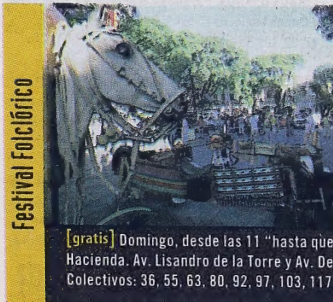 Festival Folclórico
[gratis] Domingo, desde las 11 "hasta que
Hacienda. Av. Lisandro de la Torre y Av. De
Colectivos: 36, 55, 63, 80, 92, 97, 103, 117